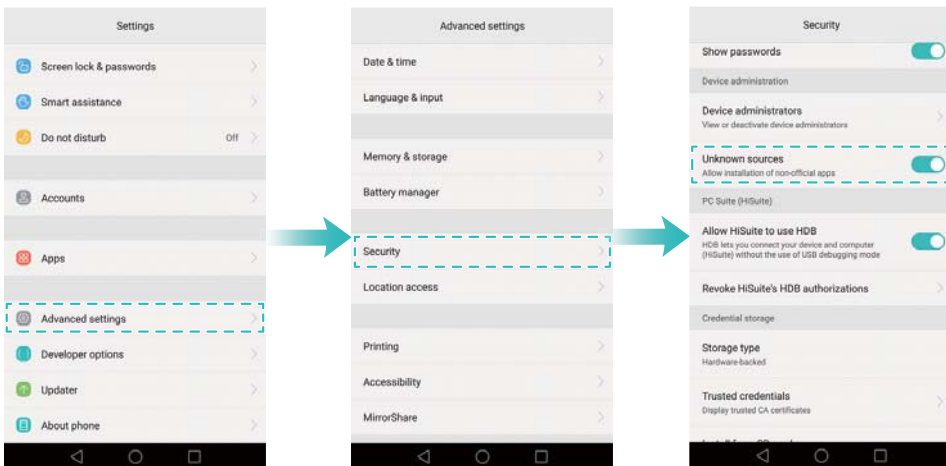 Settings
Screen lock & passwords
Smart assistance
Do not disturb Off
Accounts
Apps
Advanced settings
Developer options
Updater
About phone
Advanced settings
Date & time
Language & input
Memory & storage
Battery manager
Security
Location access
Printing
Accessibility
MirrorShare
Security
Show passwords
Device administration
Device administrators
View or deactivate device administrators
Unknown sources
Allow installation of non-official apps
PC Suite (HiSuite)
Allow HiSuite to use HDB
HDB lets you connect your device and computer
(HiSuite) without the use of USB debugging mode
Revoke HiSuite's HDB authorizations
Credential storage
Storage type
Hardware-backed
Trusted credentials
Display trusted CA certificates